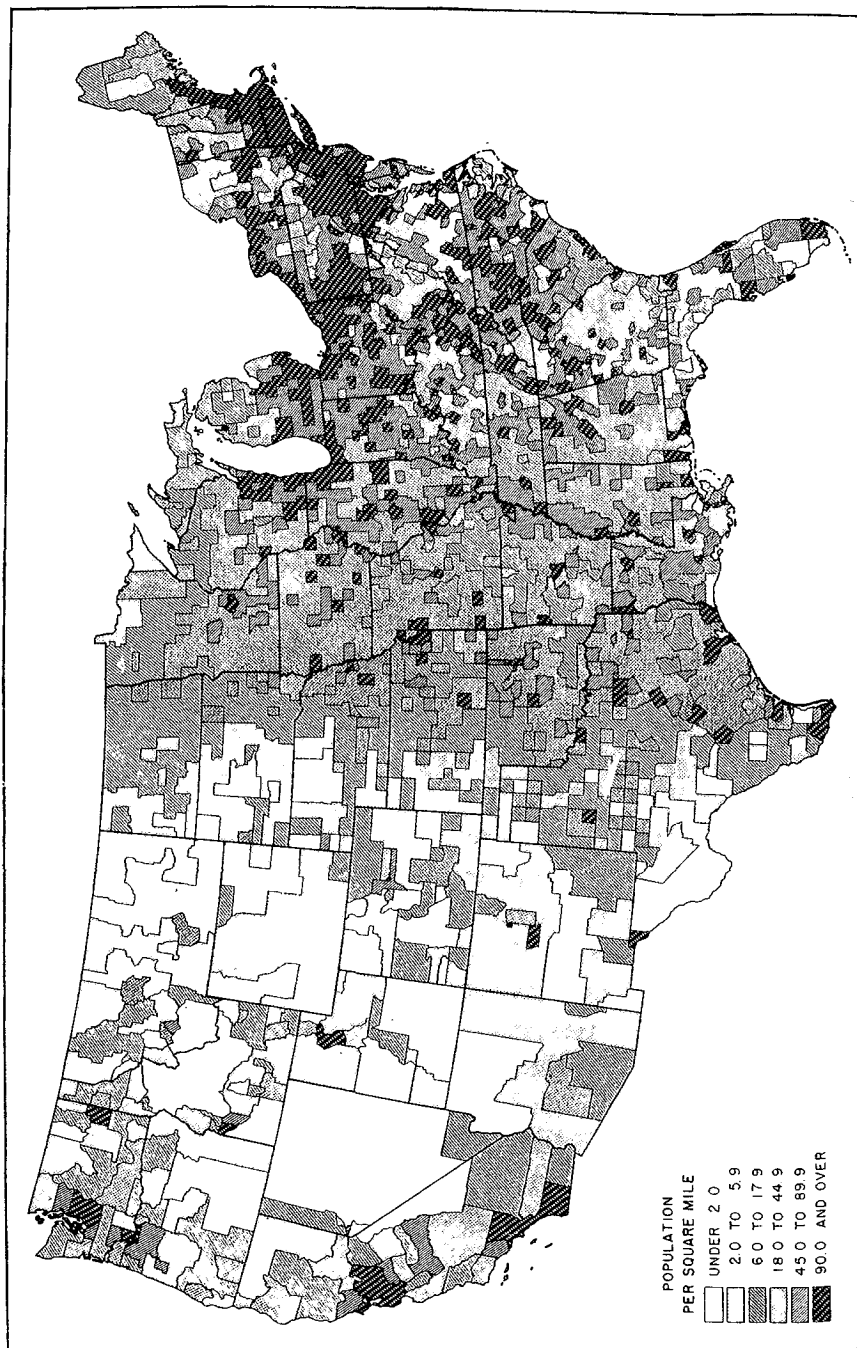 POPULATION
PER SQUARE MILE
UNDER 2 0
2.0 TO 5.9
6 0 TO 17.9
18 0 TO 44.9
45 0 TO 89.9
90.0 AND OVER